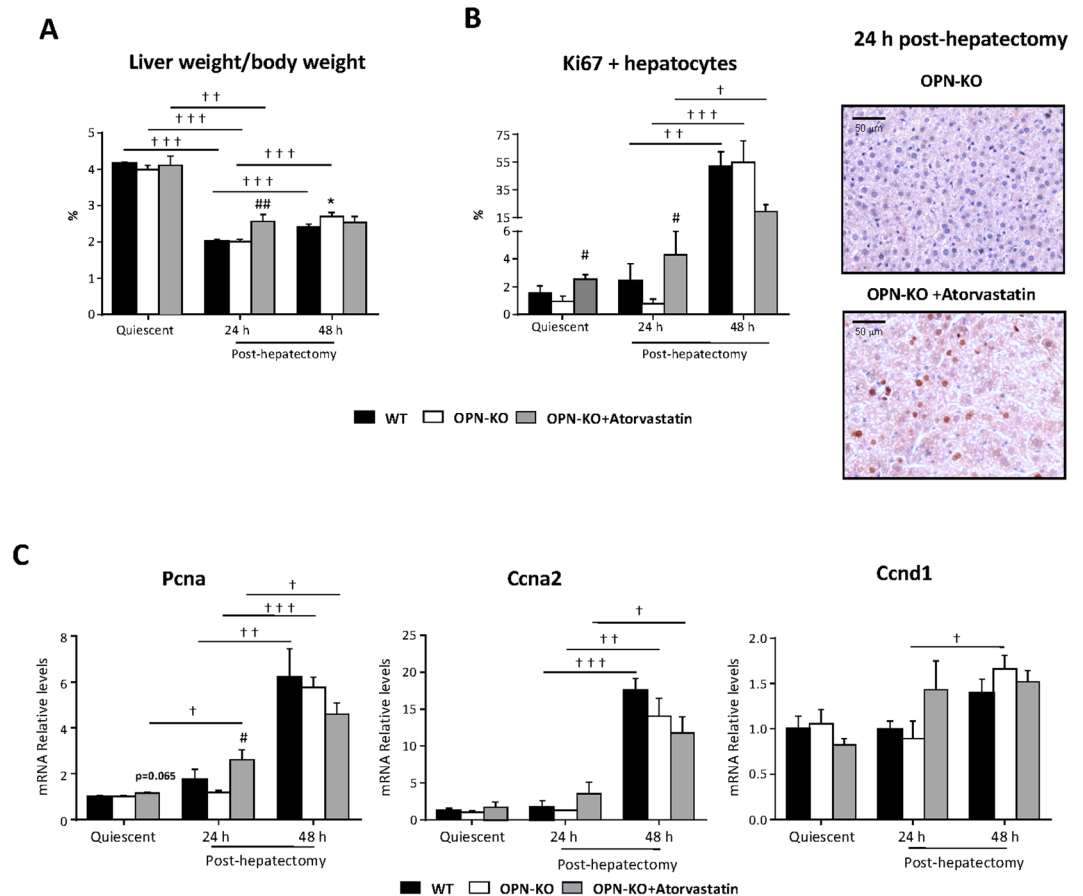 A
Liver weight/body weight
† †
† † †
† † †
† † †
† † †
##
*
%
5
4
3
2
1
0
Quiescent
24 h
48 h
Post-hepatectomy
B
Ki67 + hepatocytes
†
† † †
† †
#
#
%
75
55
35
15
6
4
2
0
Quiescent
24 h
48 h
Post-hepatectomy
24 h post-hepatectomy
OPN-KO
50 µm
OPN-KO +Atorvastatin
50 µm
WT OPN-KO OPN-KO+Atorvastatin
C
Pcna
†
† † †
† †
†
#
p=0.065
mRNA Relative levels
8
6
4
2
0
Quiescent
24 h
48 h
Post-hepatectomy
Ccna2
†
† †
† † †
mRNA Relative levels
25
20
15
10
5
0
Quiescent
24 h
48 h
Post-hepatectomy
Ccnd1
†
mRNA Relative levels
2.0
1.5
1.0
0.5
0.0
Quiescent
24 h
48 h
Post-hepatectomy
WT OPN-KO OPN-KO+Atorvastatin